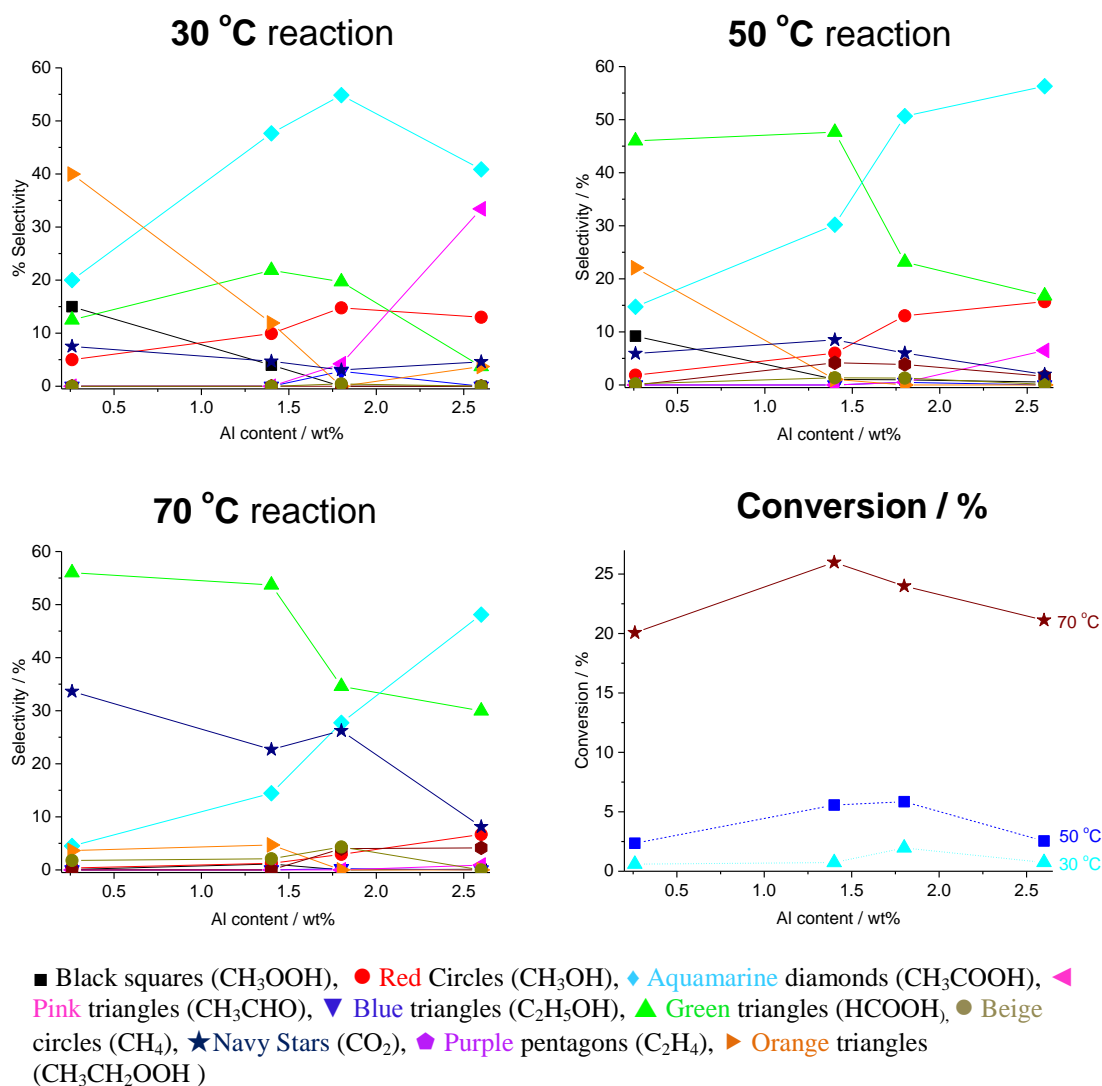 30 °C reaction
50 °C reaction
60
50
40
30
20
10
0
% Selectivity
0.5 1.0 1.5 2.0 2.5
Al content / wt%
60
50
40
30
20
10
0
Selectivity / %
0.5 1.0 1.5 2.0 2.5
Al content / wt%
70 °C reaction
Conversion / %
60
50
40
30
20
10
0
Selectivity / %
0.5 1.0 1.5 2.0 2.5
Al content / wt%
25
20
15
10
5
0
Conversion / %
70 °C
50 °C
30 °C
0.5 1.0 1.5 2.0 2.5
Al content / wt%
■ Black squares (CH₃OOH), ● Red Circles (CH₃OH), ♦ Aquamarine diamonds (CH₃COOH), ◀
Pink triangles (CH₃CHO), ▼ Blue triangles (C₂H₅OH), ▲ Green triangles (HCOOH), ● Beige
circles (CH₄), ★Navy Stars (CO₂), ⬟ Purple pentagons (C₂H₄), ▶ Orange triangles
(CH₃CH₂OOH )